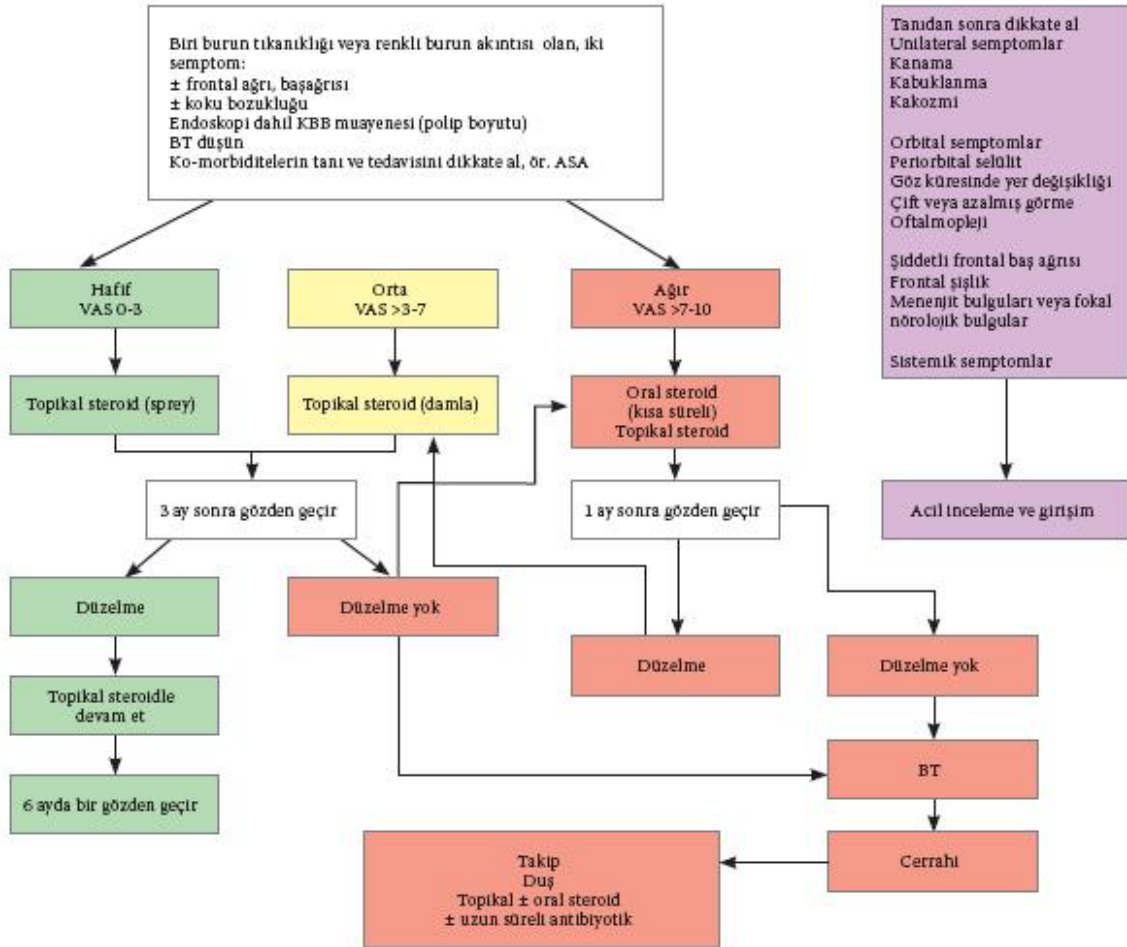 Biri burun tıkanıklığı veya renkli burun akıntısı olan, iki
semptom:
± frontal ağrı, başağrısı
± koku bozukluğu
Endoskopi dahil KBB muayenesi (polip boyutu)
BT düşün
Ko-morbiditelerin tanı ve tedavisini dikkate al, ör. ASA
Tanıdan sonra dikkate al
Unilateral semptomlar
Kanama
Kabuklanma
Kakozmi
Orbital semptomlar
Periorbital selülit
Göz küresinde yer değişikliği
Çift veya azalmış görme
Oftalmopleji
Şiddetli frontal baş ağrısı
Frontal şişlik
Menenjit bulguları veya fokal
nörolojik bulgular
Sistemik semptomlar
Hafif
VAS 0-3
Orta
VAS >3-7
Ağır
VAS >7-10
Topikal steroid (sprey)
Topikal steroid (damla)
Oral steroid
(kısa süreli)
Topikal steroid
3 ay sonra gözden geçir
1 ay sonra gözden geçir
Acil inceleme ve girişim
Düzelme
Düzelme yok
Düzelme
Düzelme yok
Topikal steroidle
devam et
BT
6 ayda bir gözden geçir
Cerrahi
Takip
Duş
Topikal ± oral steroid
± uzun süreli antibiyotik